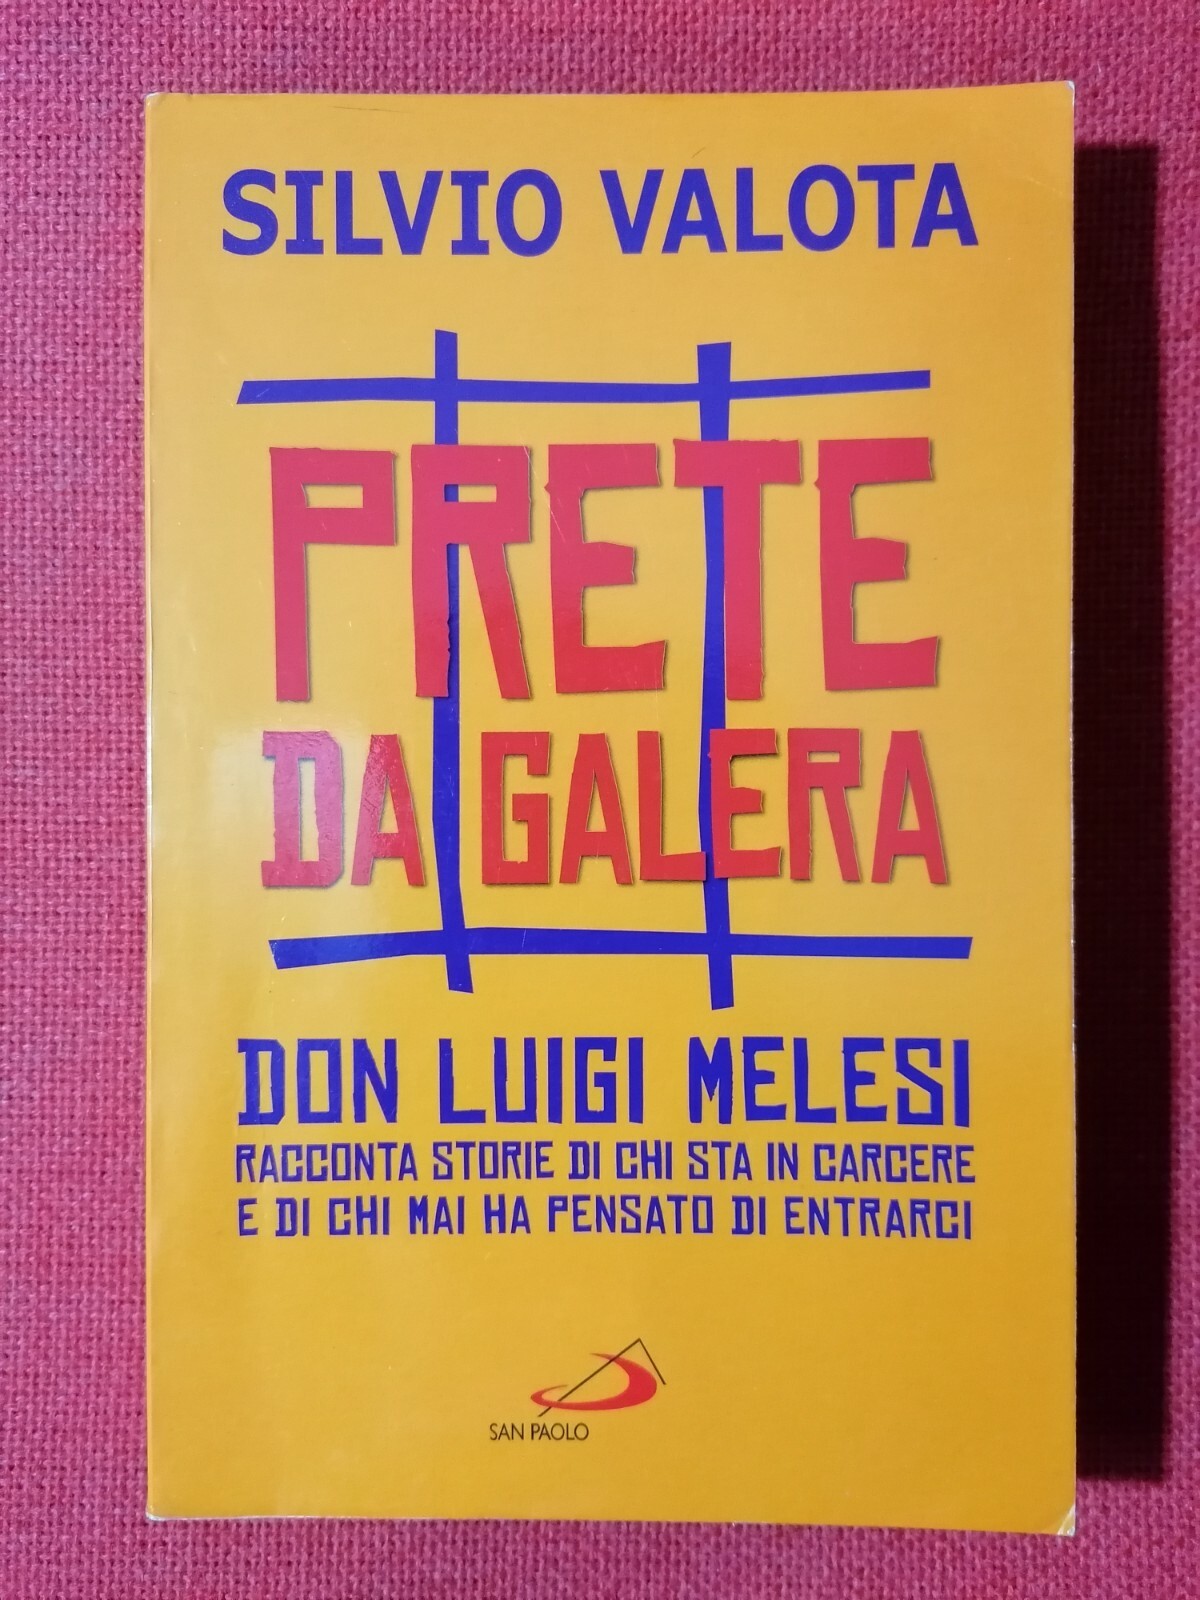 SILVIO VALOTA
PRETE
DA GALERA
DON LUIGI MELESI
RACCONTA STORIE DI CHI STA IN CARCERE
E DI CHI MAI HA PENSATO DI ENTRARCI
SAN PAOLO